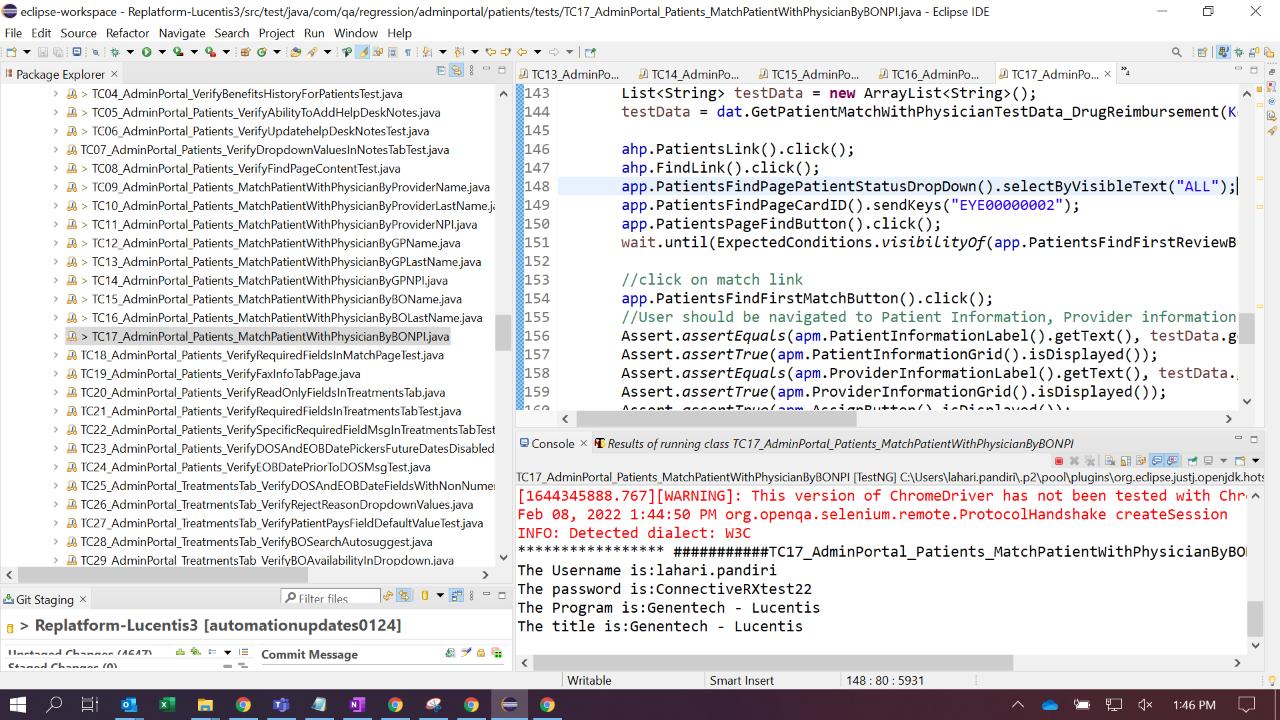 eclipse-workspace - Replatform-Lucentis3/src/test/java/com/qa/regression/adminportal/patients/tests/TC17_AdminPortal_Patients_MatchPatientWithPhysicianByBONPI.java - Eclipse IDE
File Edit Source Refactor Navigate Search Project Run Window Help
Package Explorer
TC04_AdminPortal_VerifyBenefitsHistoryForPatientsTest.java
> TC05_AdminPortal_Patients_VerifyAbilityToAddHelpDeskNotes.java
> TC06_AdminPortal_Patients_VerifyUpdatehelpDeskNotesTest.java
TC07_AdminPortal_Patients_VerifyDropdownValuesInNotesTabTest.java
> TC08_AdminPortal_Patients_VerifyFindPageContentTest.java
> TC09_AdminPortal_Patients_MatchPatientWithPhysicianByProviderName.java
> TC10_AdminPortal_Patients_MatchPatientWithPhysicianByProviderLastName.ja
> TC11_AdminPortal_Patients_MatchPatientWithPhysicianByProviderNPI.java
> TC12_AdminPortal_Patients_MatchPatientWithPhysicianByGPName.java
> TC13_AdminPortal_Patients_MatchPatientWithPhysicianByGPLastName.java
> TC14_AdminPortal_Patients_MatchPatientWithPhysicianByGPNPI.java
> TC15_AdminPortal_Patients_MatchPatientWithPhysicianByBOName.java
> TC16_AdminPortal_Patients_MatchPatientWithPhysicianByBOLastName.java
> TC17_AdminPortal_Patients_MatchPatientWithPhysicianByBONPI.java
TC18_AdminPortal_Patients_VerifyRequiredFieldsInMatchPageTest.java
TC19_AdminPortal_Patients_VerifyFaxInfoTabPage.java
TC20_AdminPortal_Patients_VerifyReadOnlyFieldsInTreatmentsTab.java
TC21_AdminPortal_Patients_VerifyRequiredFieldsInTreatmentsTabTest.java
TC22_AdminPortal_Patients_VerifySpecificRequiredFieldMsgInTreatmentsTabTest
TC23_AdminPortal_Patients_VerifyDOSAndEOBDatePickersFutureDatesDisabled
TC24_AdminPortal_Patients_VerifyEOBDatePriorToDOSMsgTest.java
TC25_AdminPortal_TreatmentsTab_VerifyDOSAndEOBDateFieldsWithNonNumer
TC26_AdminPortal_TreatmentsTab_VerifyRejectReasonDropdownValues.java
TC27_AdminPortal_TreatmentsTab_VerifyPatientPaysFieldDefaultValueTest.java
TC28_AdminPortal_TreatmentsTab_VerifyBOSearchAutosuggest.java
TC29_AdminPortal_TreatmentsTab_VerifyBOAvailabilityInDropdown.java
Git Staging
Filter files
> Replatform-Lucentis3 [automationupdates0124]
Unstaged Changes (4647)
Staged Changes (0)
Commit Message
TC13_AdminPo... TC14_AdminPo... TC15_AdminPo... TC16_AdminPo... TC17_AdminPo...
143 List<String> testData = new ArrayList<String>();
144 testData = dat.GetPatientMatchWithPhysicianTestData_DrugReimbursement(K
145
146 ahp.PatientsLink().click();
147 ahp.FindLink().click();
148 app.PatientsFindPagePatientStatusDropDown().selectByVisibleText("ALL");
149 app.PatientsFindPageCardID().sendKeys("EYE00000002");
150 app.PatientsPageFindButton().click();
151 wait.until(ExpectedConditions.visibilityOf(app.PatientsFindFirstReviewB
152
153 //click on match link
154 app.PatientsFindFirstMatchButton().click();
155 //User should be navigated to Patient Information, Provider information
156 Assert.assertEquals(apm.PatientInformationLabel().getText(), testData.g
157 Assert.assertTrue(apm.PatientInformationGrid().isDisplayed());
158 Assert.assertEquals(apm.ProviderInformationLabel().getText(), testData.
159 Assert.assertTrue(apm.ProviderInformationGrid().isDisplayed());
160 Assert.assertTrue(apm.AssignButton().isDisplayed());
Console Results of running class TC17_AdminPortal_Patients_MatchPatientWithPhysicianByBONPI
TC17_AdminPortal_Patients_MatchPatientWithPhysicianByBONPI [TestNG] C:\Users\lahari.pandiri\.p2\pool\plugins\org.eclipse.justj.openjdk.hots
[1644345888.767][WARNING]: This version of ChromeDriver has not been tested with Chr
Feb 08, 2022 1:44:50 PM org.openqa.selenium.remote.ProtocolHandshake createSession
INFO: Detected dialect: W3C
***************** ###########TC17_AdminPortal_Patients_MatchPatientWithPhysicianByBO
The Username is:lahari.pandiri
The password is:ConnectiveRXtest22
The Program is:Genentech - Lucentis
The title is:Genentech - Lucentis
Writable Smart Insert 148 : 80 : 5931
1:46 PM